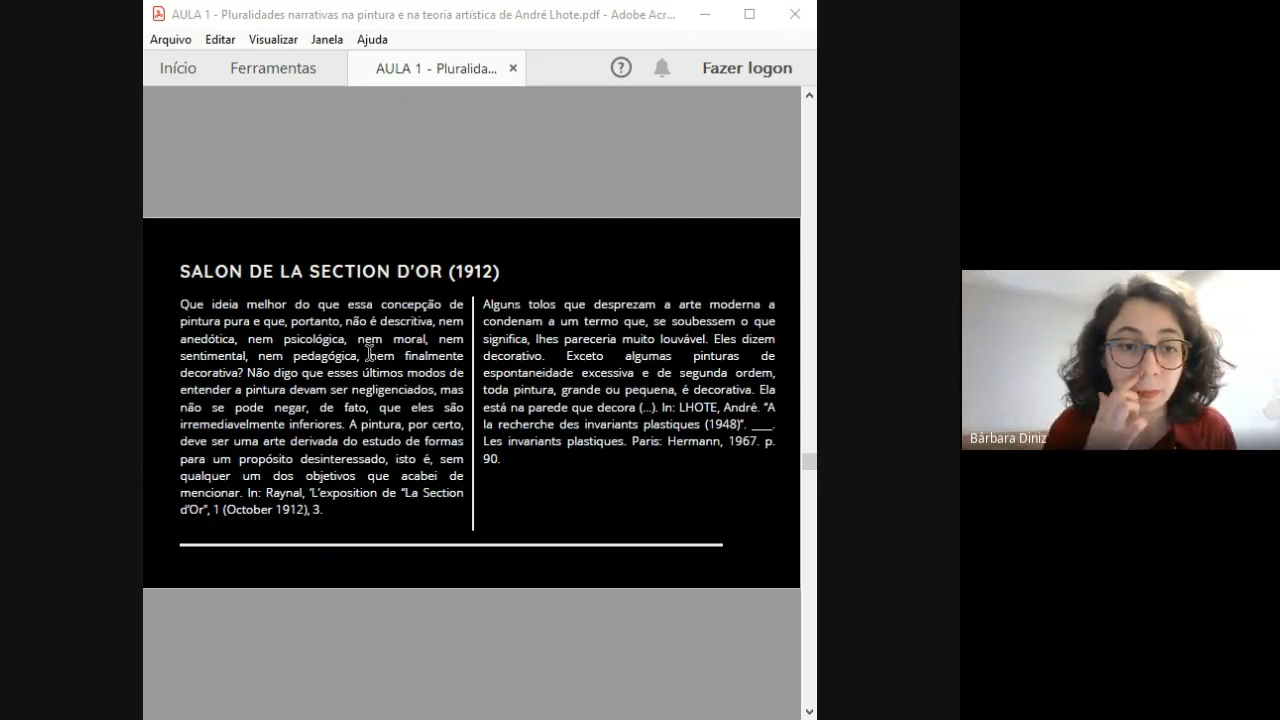 AULA 1 - Pluralidades narrativas na pintura e na teoria artística de André Lhote.pdf - Adobe Acr...
Arquivo Editar Visualizar Janela Ajuda
Início Ferramentas AULA 1 - Pluralida... × ? Fazer logon
SALON DE LA SECTION D'OR (1912)
Que ideia melhor do que essa concepção de
pintura pura e que, portanto, não é descritiva, nem
anedótica, nem psicológica, nem moral, nem
sentimental, nem pedagógica, nem finalmente
decorativa? Não digo que esses últimos modos de
entender a pintura devam ser negligenciados, mas
não se pode negar, de fato, que eles são
irremediavelmente inferiores. A pintura, por certo,
deve ser uma arte derivada do estudo de formas
para um propósito desinteressado, isto é, sem
qualquer um dos objetivos que acabei de
mencionar. In: Raynal, "L'exposition de "La Section
d'Or", 1 (October 1912), 3.
Alguns tolos que desprezam a arte moderna a
condenam a um termo que, se soubessem o que
significa, lhes pareceria muito louvável. Eles dizem
decorativo. Exceto algumas pinturas de
espontaneidade excessiva e de segunda ordem,
toda pintura, grande ou pequena, é decorativa. Ela
está na parede que decora (...). In: LHOTE, André. "A
la recherche des invariants plastiques (1948)". ____.
Les invariants plastiques. Paris: Hermann, 1967. p.
90.
Bárbara Diniz